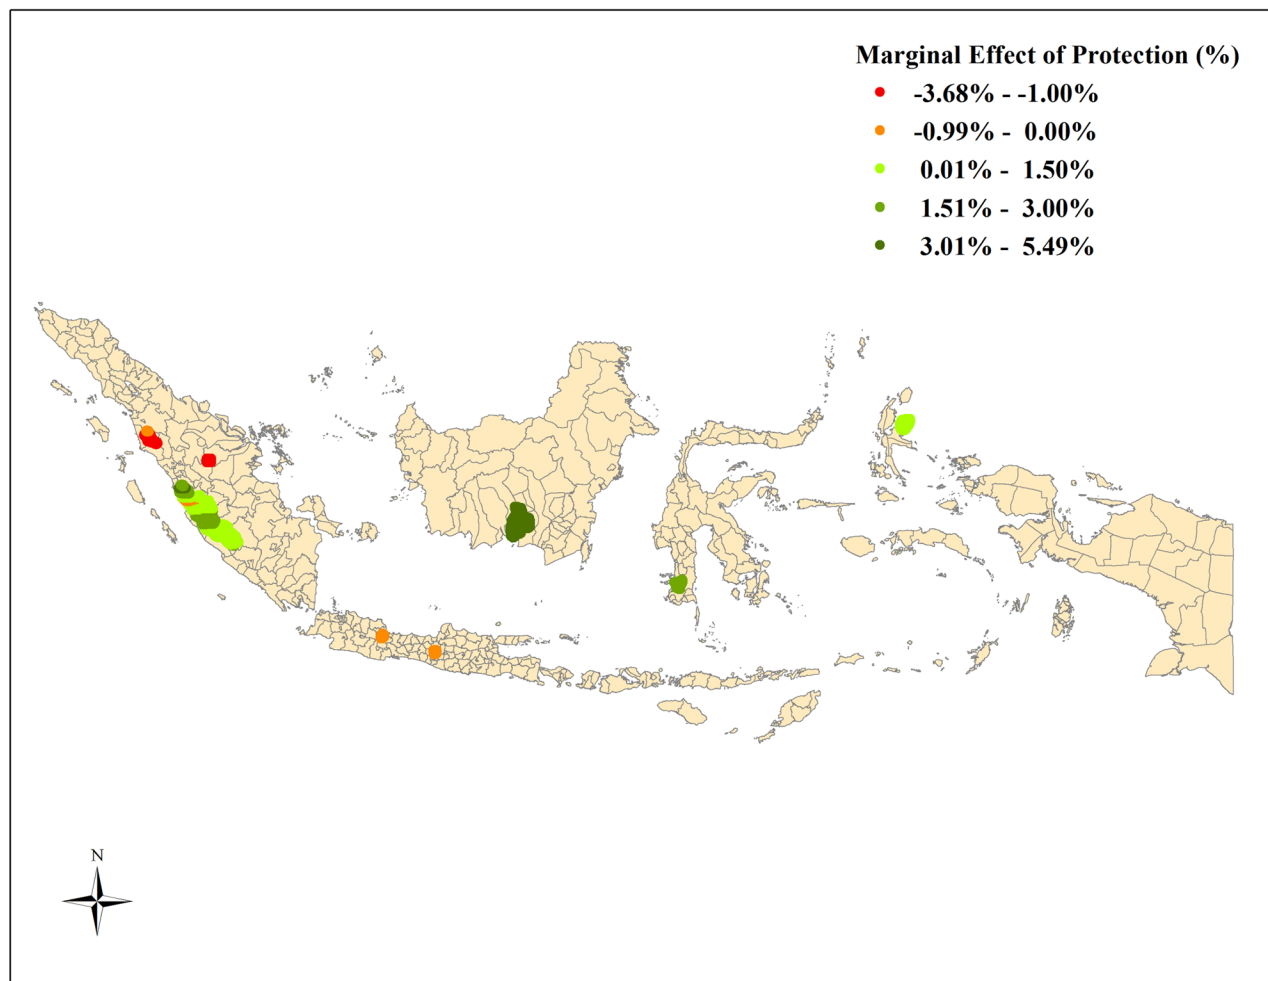 Marginal Effect of Protection (%)
-3.68% - -1.00%
-0.99% - 0.00%
0.01% - 1.50%
1.51% - 3.00%
3.01% - 5.49%
N